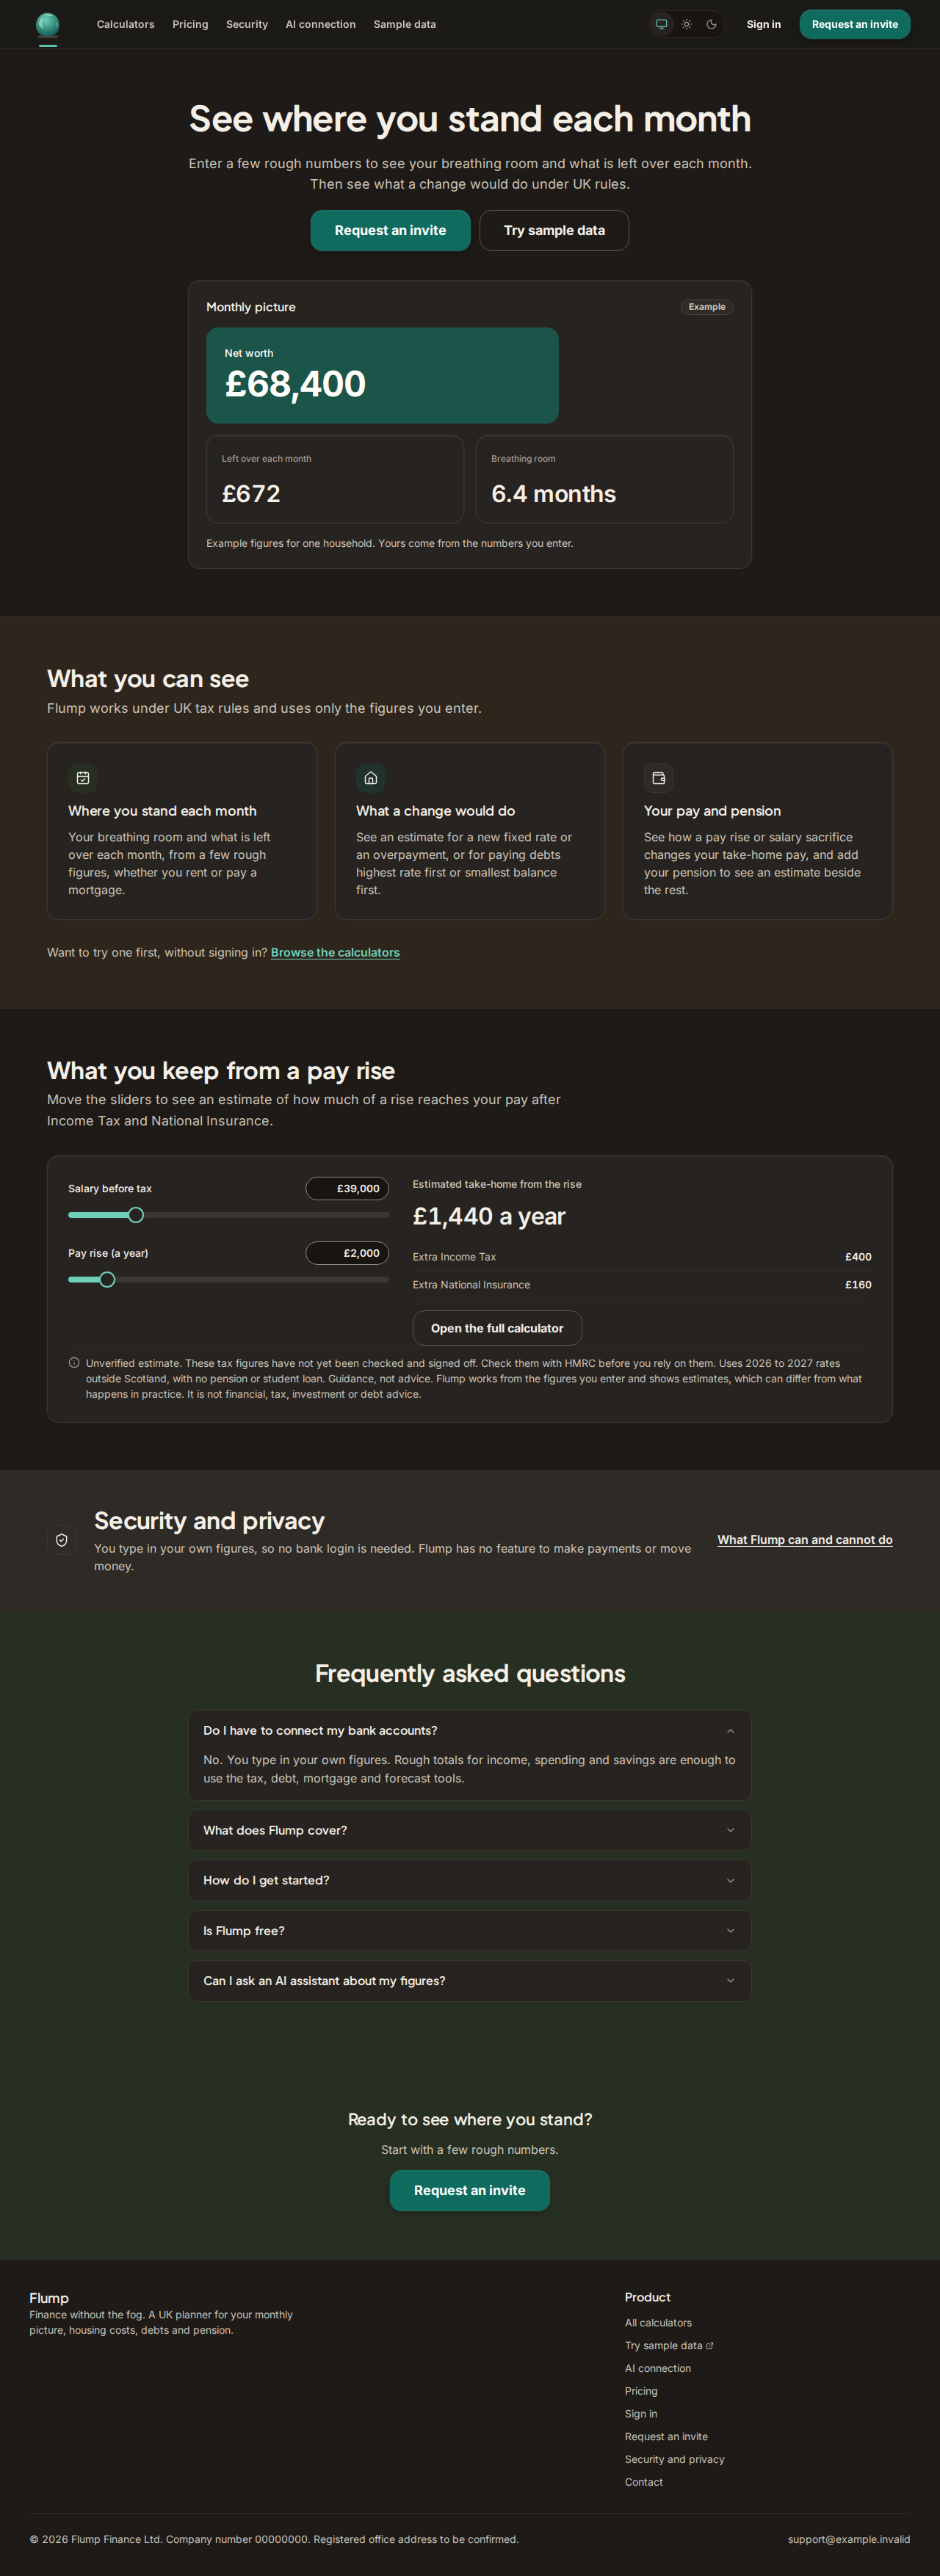 Calculators Pricing Security AI connection Sample data Sign in Request an invite
See where you stand each month
Enter a few rough numbers to see your breathing room and what is left over each month.
Then see what a change would do under UK rules.
Request an invite Try sample data
Monthly picture Example
Net worth
£68,400
Left over each month
£672
Breathing room
6.4 months
Example figures for one household. Yours come from the numbers you enter.
What you can see
Flump works under UK tax rules and uses only the figures you enter.
Where you stand each month
Your breathing room and what is left
over each month, from a few rough
figures, whether you rent or pay a
mortgage.
What a change would do
See an estimate for a new fixed rate or
an overpayment, or for paying debts
highest rate first or smallest balance
first.
Your pay and pension
See how a pay rise or salary sacrifice
changes your take-home pay, and add
your pension to see an estimate beside
the rest.
Want to try one first, without signing in? Browse the calculators
What you keep from a pay rise
Move the sliders to see an estimate of how much of a rise reaches your pay after
Income Tax and National Insurance.
Salary before tax £39,000
Pay rise (a year) £2,000
Estimated take-home from the rise
£1,440 a year
Extra Income Tax £400
Extra National Insurance £160
Open the full calculator
Unverified estimate. These tax figures have not yet been checked and signed off. Check them with HMRC before you rely on them. Uses 2026 to 2027 rates
outside Scotland, with no pension or student loan. Guidance, not advice. Flump works from the figures you enter and shows estimates, which can differ from what
happens in practice. It is not financial, tax, investment or debt advice.
Security and privacy
You type in your own figures, so no bank login is needed. Flump has no feature to make payments or move
money.
What Flump can and cannot do
Frequently asked questions
Do I have to connect my bank accounts?
No. You type in your own figures. Rough totals for income, spending and savings are enough to
use the tax, debt, mortgage and forecast tools.
What does Flump cover?
How do I get started?
Is Flump free?
Can I ask an AI assistant about my figures?
Ready to see where you stand?
Start with a few rough numbers.
Request an invite
Flump
Finance without the fog. A UK planner for your monthly
picture, housing costs, debts and pension.
Product
All calculators
Try sample data
AI connection
Pricing
Sign in
Request an invite
Security and privacy
Contact
© 2026 Flump Finance Ltd. Company number 00000000. Registered office address to be confirmed.
support@example.invalid